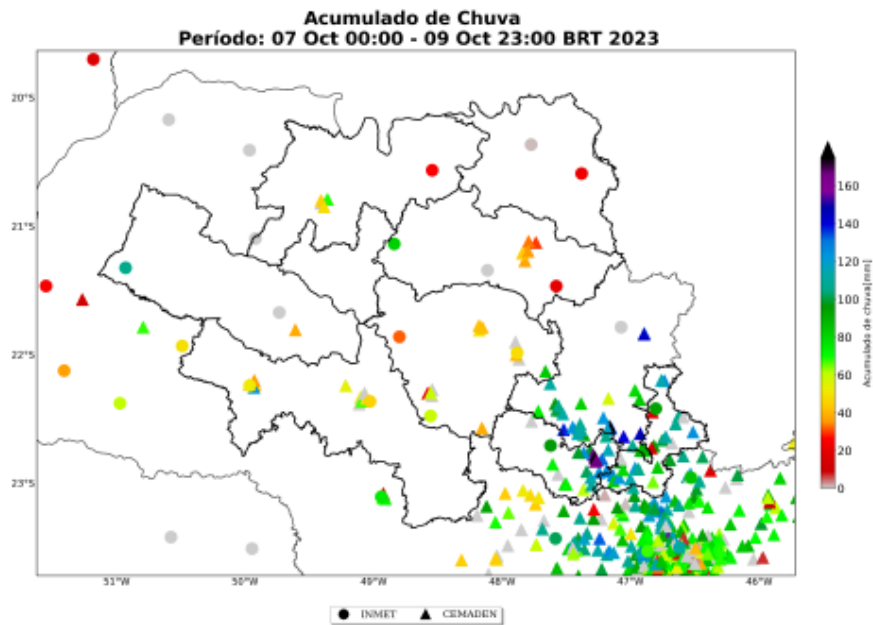 Acumulado de Chuva
Período: 07 Oct 00:00 - 09 Oct 23:00 BRT 2023
20°S
21°S
22°S
23°S
51°W
50°W
49°W
48°W
47°W
46°W
160
140
120
100
80
60
40
20
0
Acumulado de chuva[mm]
INMET
CEMADEN